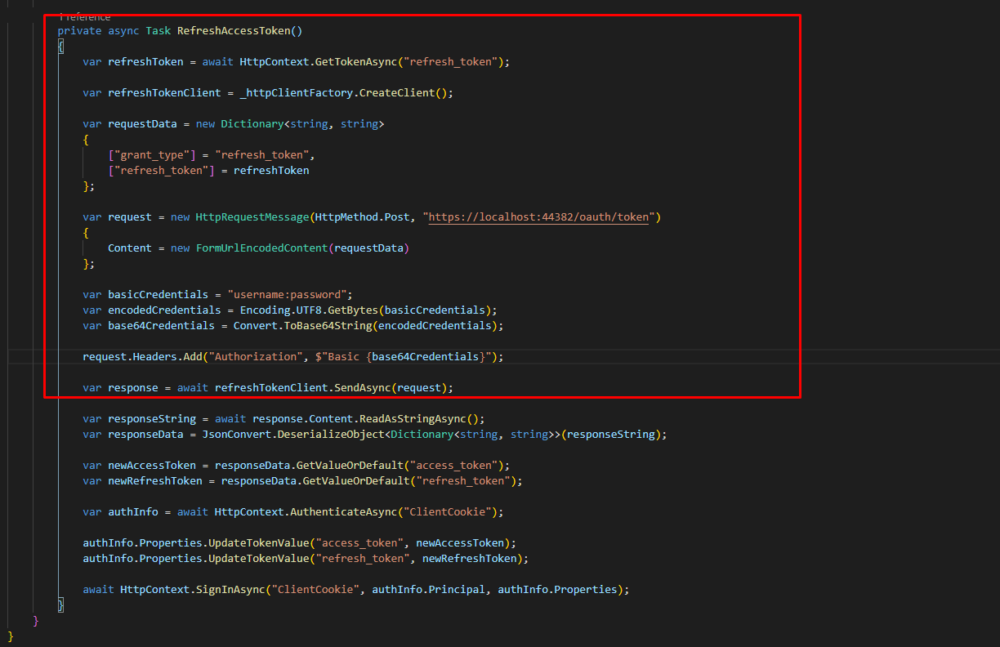 1 reference
private async Task RefreshAccessToken()
{
var refreshToken = await HttpContext.GetTokenAsync("refresh_token");
var refreshTokenClient = _httpClientFactory.CreateClient();
var requestData = new Dictionary<string, string>
{
["grant_type"] = "refresh_token",
["refresh_token"] = refreshToken
};
var request = new HttpRequestMessage(HttpMethod.Post, "https://localhost:44382/oauth/token")
{
Content = new FormUrlEncodedContent(requestData)
};
var basicCredentials = "username:password";
var encodedCredentials = Encoding.UTF8.GetBytes(basicCredentials);
var base64Credentials = Convert.ToBase64String(encodedCredentials);
request.Headers.Add("Authorization", $"Basic {base64Credentials}");
var response = await refreshTokenClient.SendAsync(request);
var responseString = await response.Content.ReadAsStringAsync();
var responseData = JsonConvert.DeserializeObject<Dictionary<string, string>>(responseString);
var newAccessToken = responseData.GetValueOrDefault("access_token");
var newRefreshToken = responseData.GetValueOrDefault("refresh_token");
var authInfo = await HttpContext.AuthenticateAsync("ClientCookie");
authInfo.Properties.UpdateTokenValue("access_token", newAccessToken);
authInfo.Properties.UpdateTokenValue("refresh_token", newRefreshToken);
await HttpContext.SignInAsync("ClientCookie", authInfo.Principal, authInfo.Properties);
}
}
}